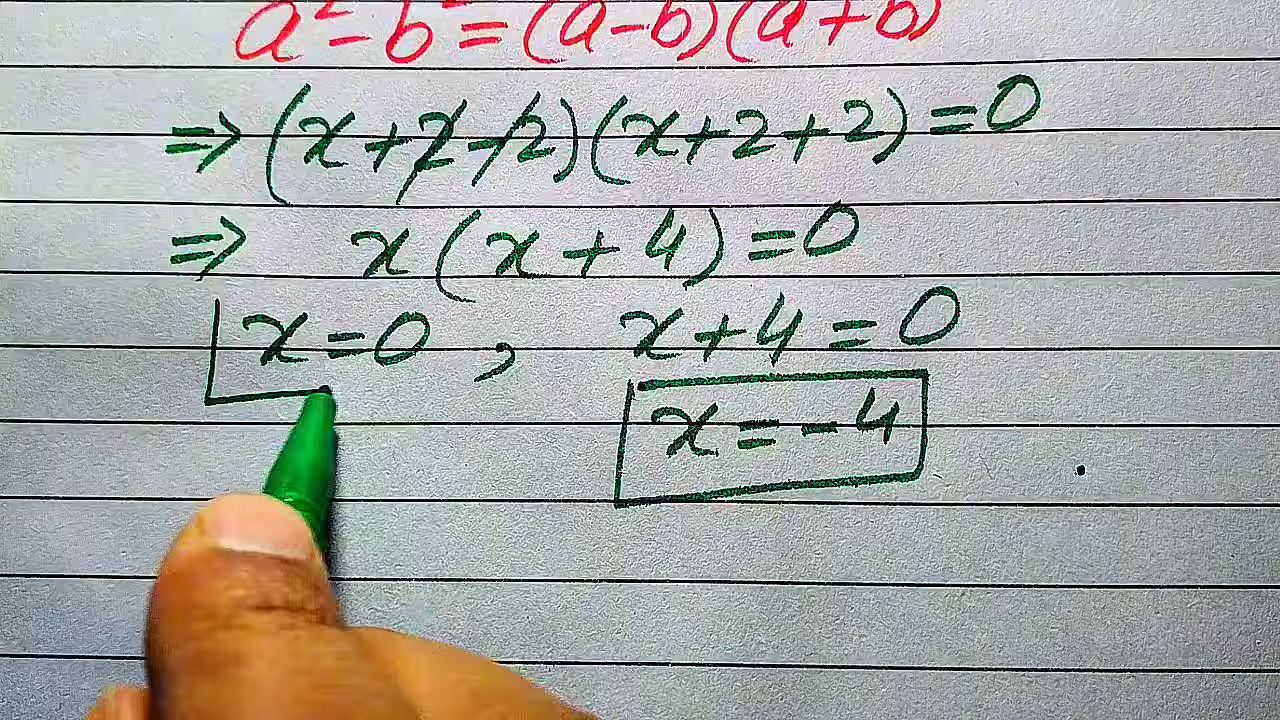 a² - b² = (a-b)(a+b)
⇒ (x+2-2)(x+2+2)=0
⇒ x(x+4)=0
x=0 , x+4=0
x=-4